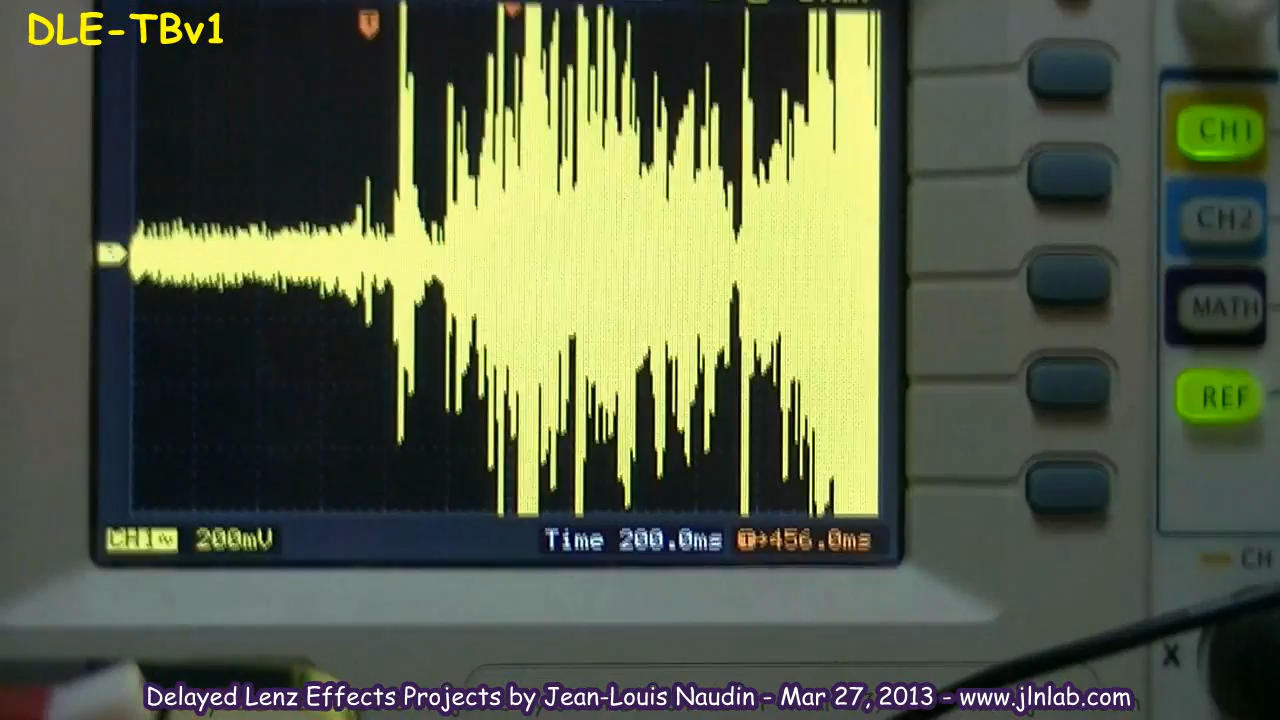 DLE-TBv1
T
CH1
CH2
MATH
REF
CH1~ 200mV Time 200.0ms T→456.0ms
CH
X
Delayed Lenz Effects Projects by Jean-Louis Naudin - Mar 27, 2013 - www.jlnlab.com